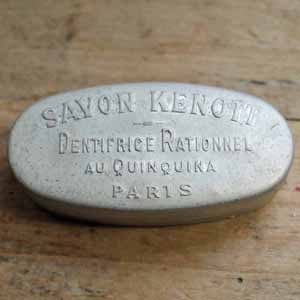 SAVON KENOTT
DENTIFRICE RATIONNEL
AU QUINQUINA
PARIS